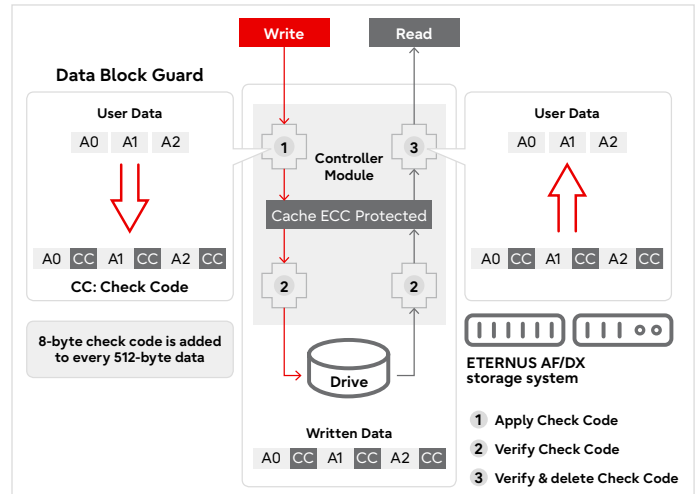 Write
Read
Data Block Guard
User Data
A0 A1 A2
A0 CC A1 CC A2 CC
CC: Check Code
8-byte check code is added
to every 512-byte data
1
3
Controller
Module
Cache ECC Protected
2
2
Drive
Written Data
A0 CC A1 CC A2 CC
User Data
A0 A1 A2
A0 CC A1 CC A2 CC
ETERNUS AF/DX
storage system
1 Apply Check Code
2 Verify Check Code
3 Verify & delete Check Code